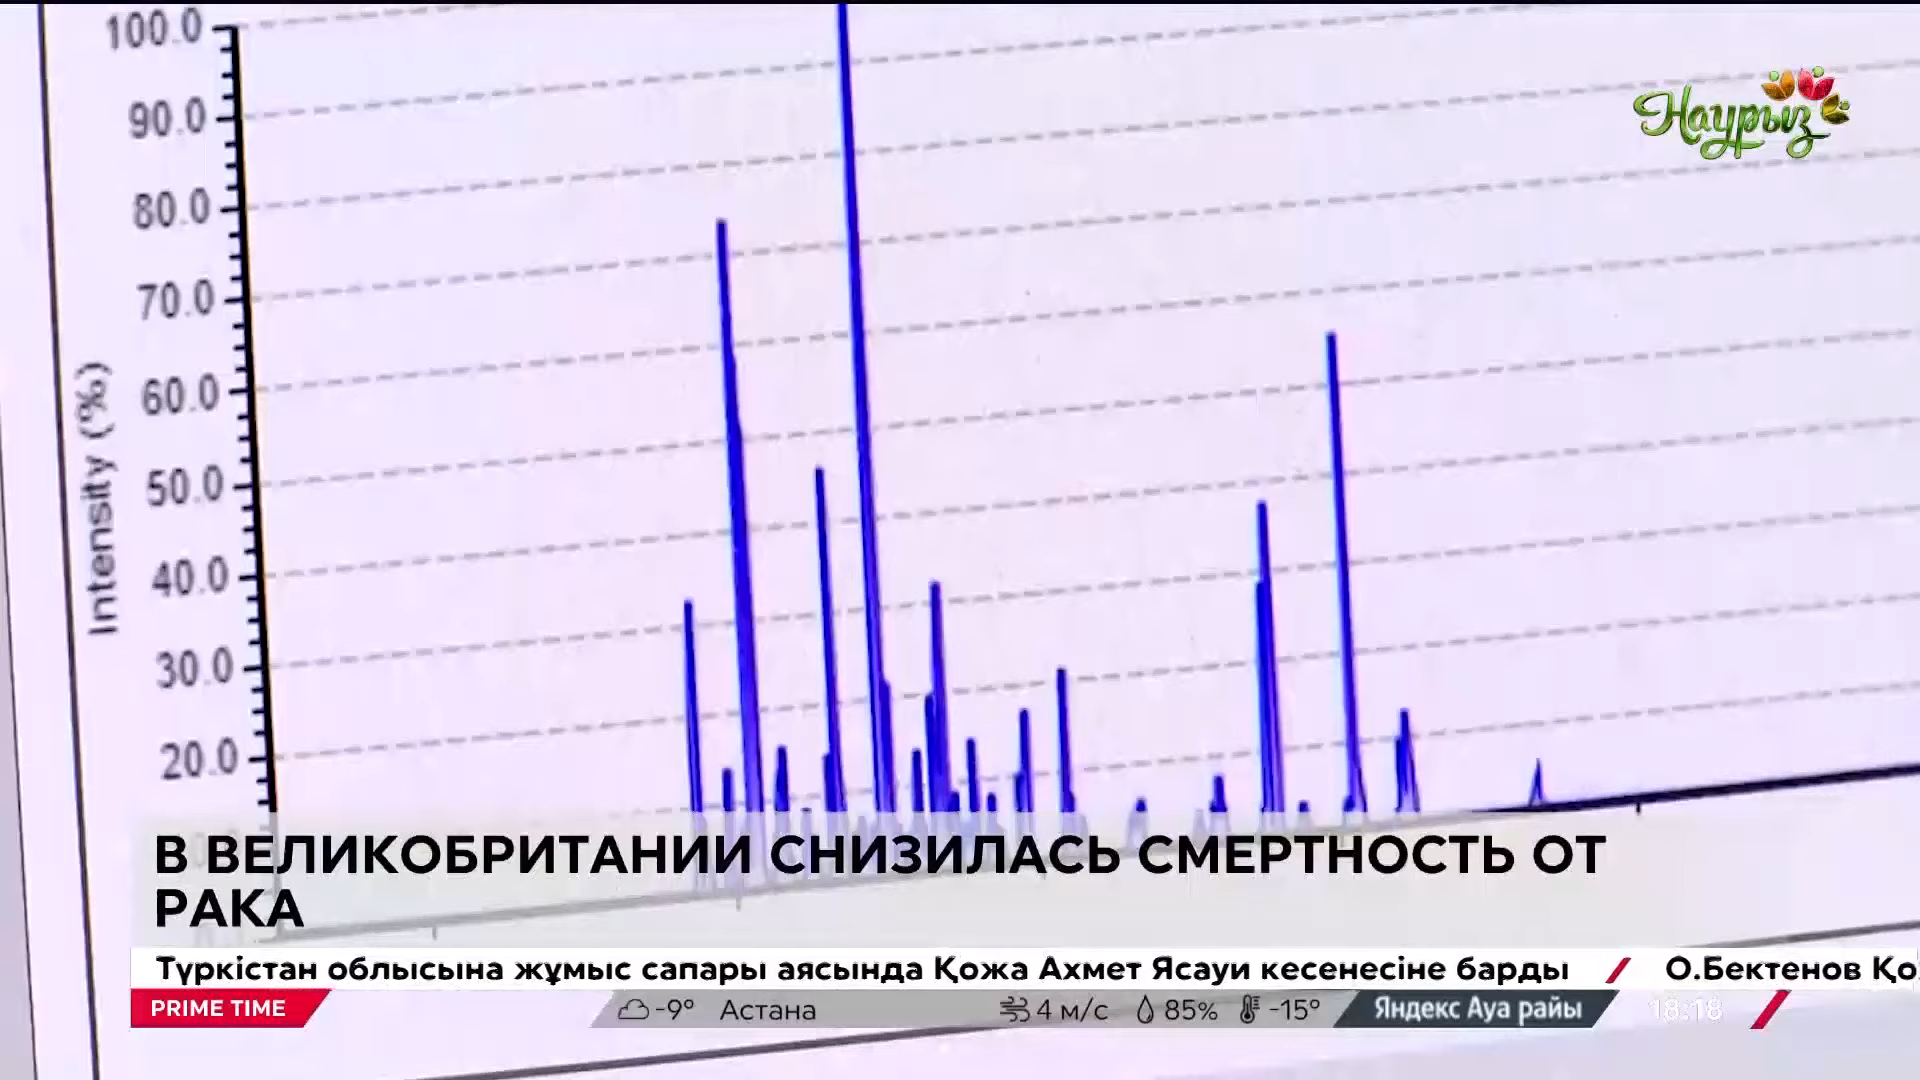 100.0
90.0
80.0
70.0
60.0
50.0
40.0
30.0
20.0
Intensity (%)
Наурыз
В ВЕЛИКОБРИТАНИИ СНИЗИЛАСЬ СМЕРТНОСТЬ ОТ
РАКА
Түркістан облысына жұмыс сапары аясында Қожа Ахмет Ясауи кесенесіне барды / О.Бектенов
PRIME TIME -9° Астана 4 м/с 85% -15° Яндекс Ауа райы 18:18